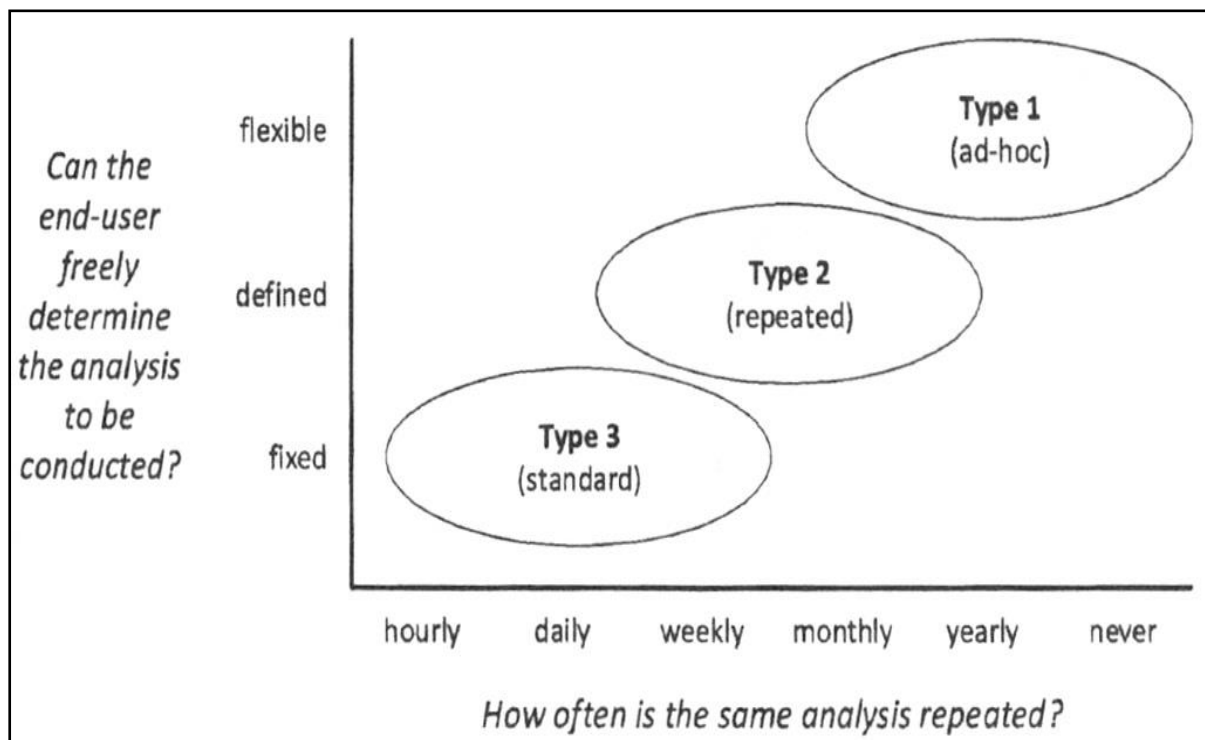 Can the
end-user
freely
determine
the analysis
to be
conducted?
flexible
defined
fixed
Type 1
(ad-hoc)
Type 2
(repeated)
Type 3
(standard)
hourly daily weekly monthly yearly never
How often is the same analysis repeated?